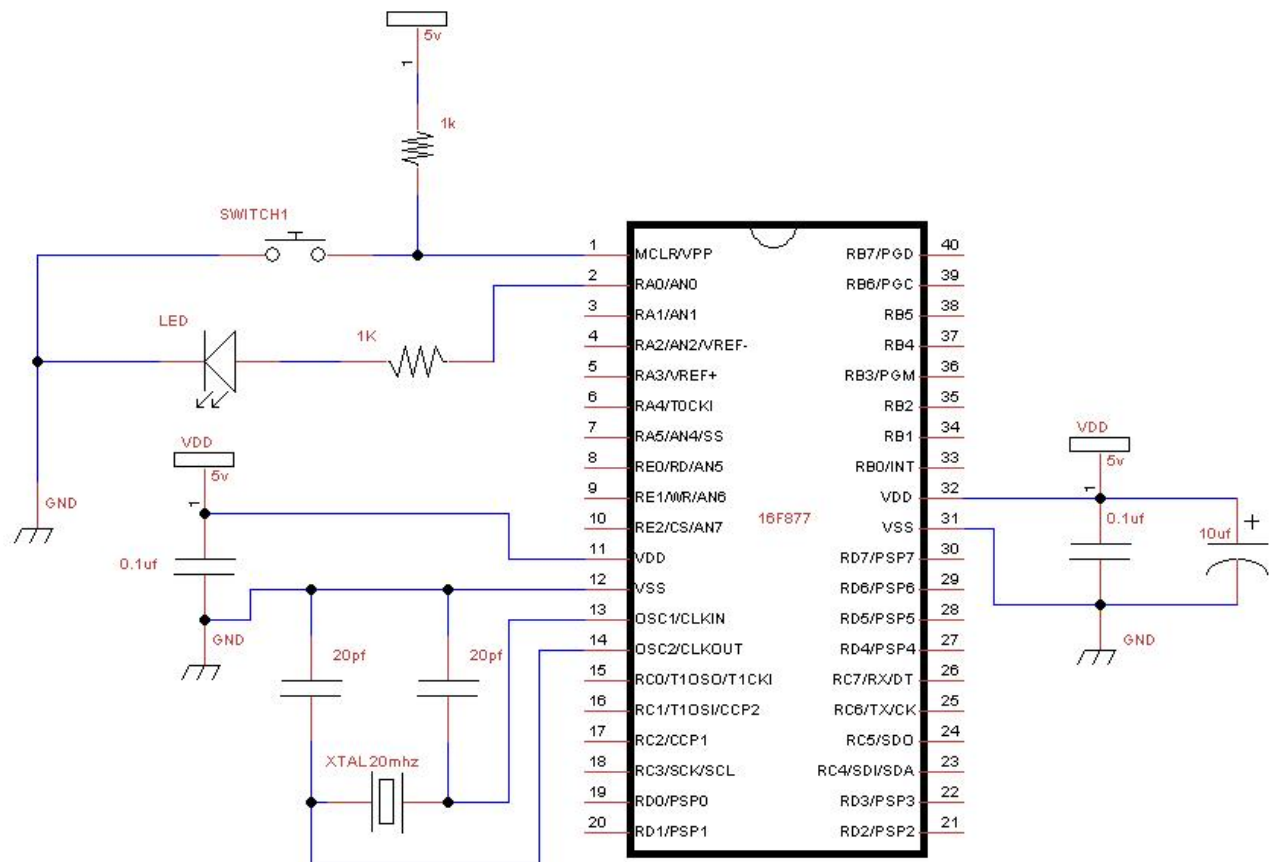 5v
1
1k
SWITCH1
LED
1K
VDD
5v
1
GND
0.1uf
GND
20pf
20pf
XTAL20mhz
1 MCLR/VPP
2 RA0/AN0
3 RA1/AN1
4 RA2/AN2/VREF-
5 RA3/VREF+
6 RA4/T0CKI
7 RA5/AN4/SS
8 RE0/RD/AN5
9 RE1/WR/AN6
10 RE2/CS/AN7
11 VDD
12 VSS
13 OSC1/CLKIN
14 OSC2/CLKOUT
15 RC0/T1OSO/T1CKI
16 RC1/T1OSI/CCP2
17 RC2/CCP1
18 RC3/SCK/SCL
19 RD0/PSP0
20 RD1/PSP1
16F877
RB7/PGD 40
RB6/PGC 39
RB5 38
RB4 37
RB3/PGM 36
RB2 35
RB1 34
RB0/INT 33
VDD 32
VSS 31
RD7/PSP7 30
RD6/PSP6 29
RD5/PSP5 28
RD4/PSP4 27
RC7/RX/DT 26
RC6/TX/CK 25
RC5/SDO 24
RC4/SDI/SDA 23
RD3/PSP3 22
RD2/PSP2 21
VDD
5v
1
0.1uf
10uf
+
GND